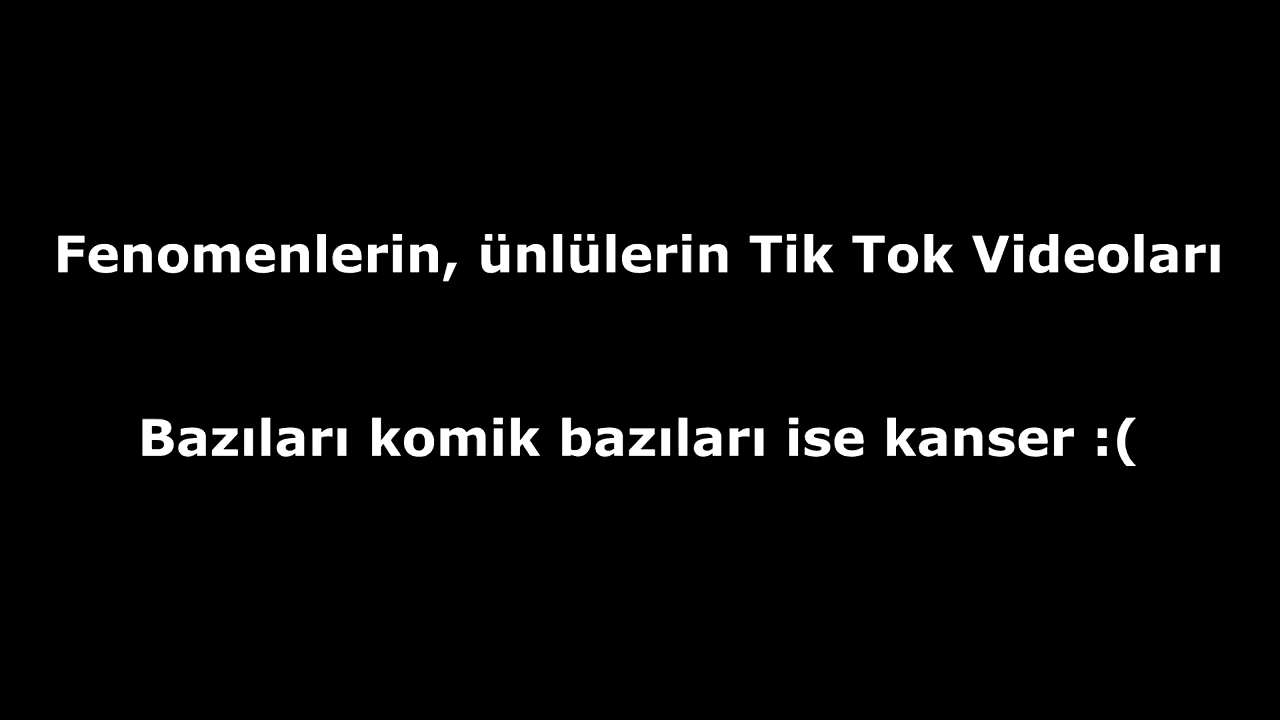 Fenomenlerin, ünlülerin Tik Tok Videoları
Bazıları komik bazıları ise kanser :(